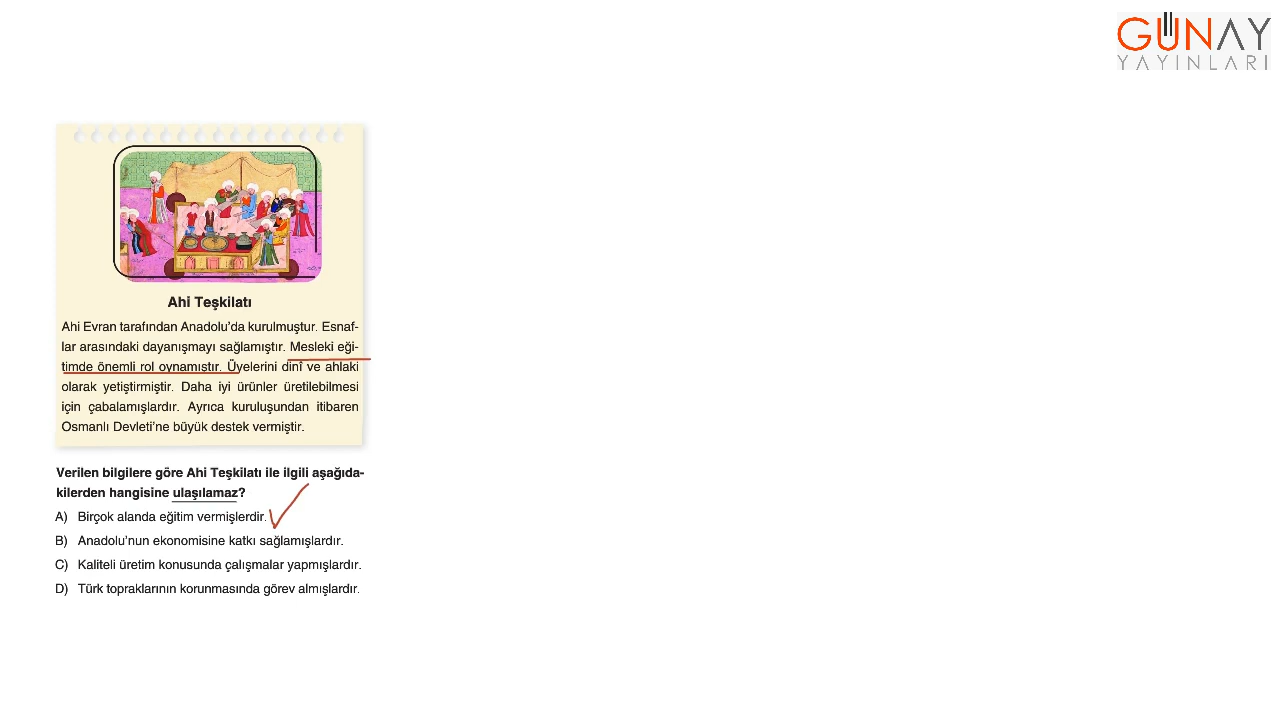 GÜNAY
YAYINLARI
Ahi Teşkilatı
Ahi Evran tarafından Anadolu’da kurulmuştur. Esnaf-
lar arasındaki dayanışmayı sağlamıştır. Mesleki eği-
timde önemli rol oynamıştır. Üyelerini dinî ve ahlaki
olarak yetiştirmiştir. Daha iyi ürünler üretilebilmesi
için çabalamışlardır. Ayrıca kuruluşundan itibaren
Osmanlı Devleti’ne büyük destek vermiştir.
Verilen bilgilere göre Ahi Teşkilatı ile ilgili aşağıda-
kilerden hangisine ulaşılamaz?
A) Birçok alanda eğitim vermişlerdir.
B) Anadolu’nun ekonomisine katkı sağlamışlardır.
C) Kaliteli üretim konusunda çalışmalar yapmışlardır.
D) Türk topraklarının korunmasında görev almışlardır.